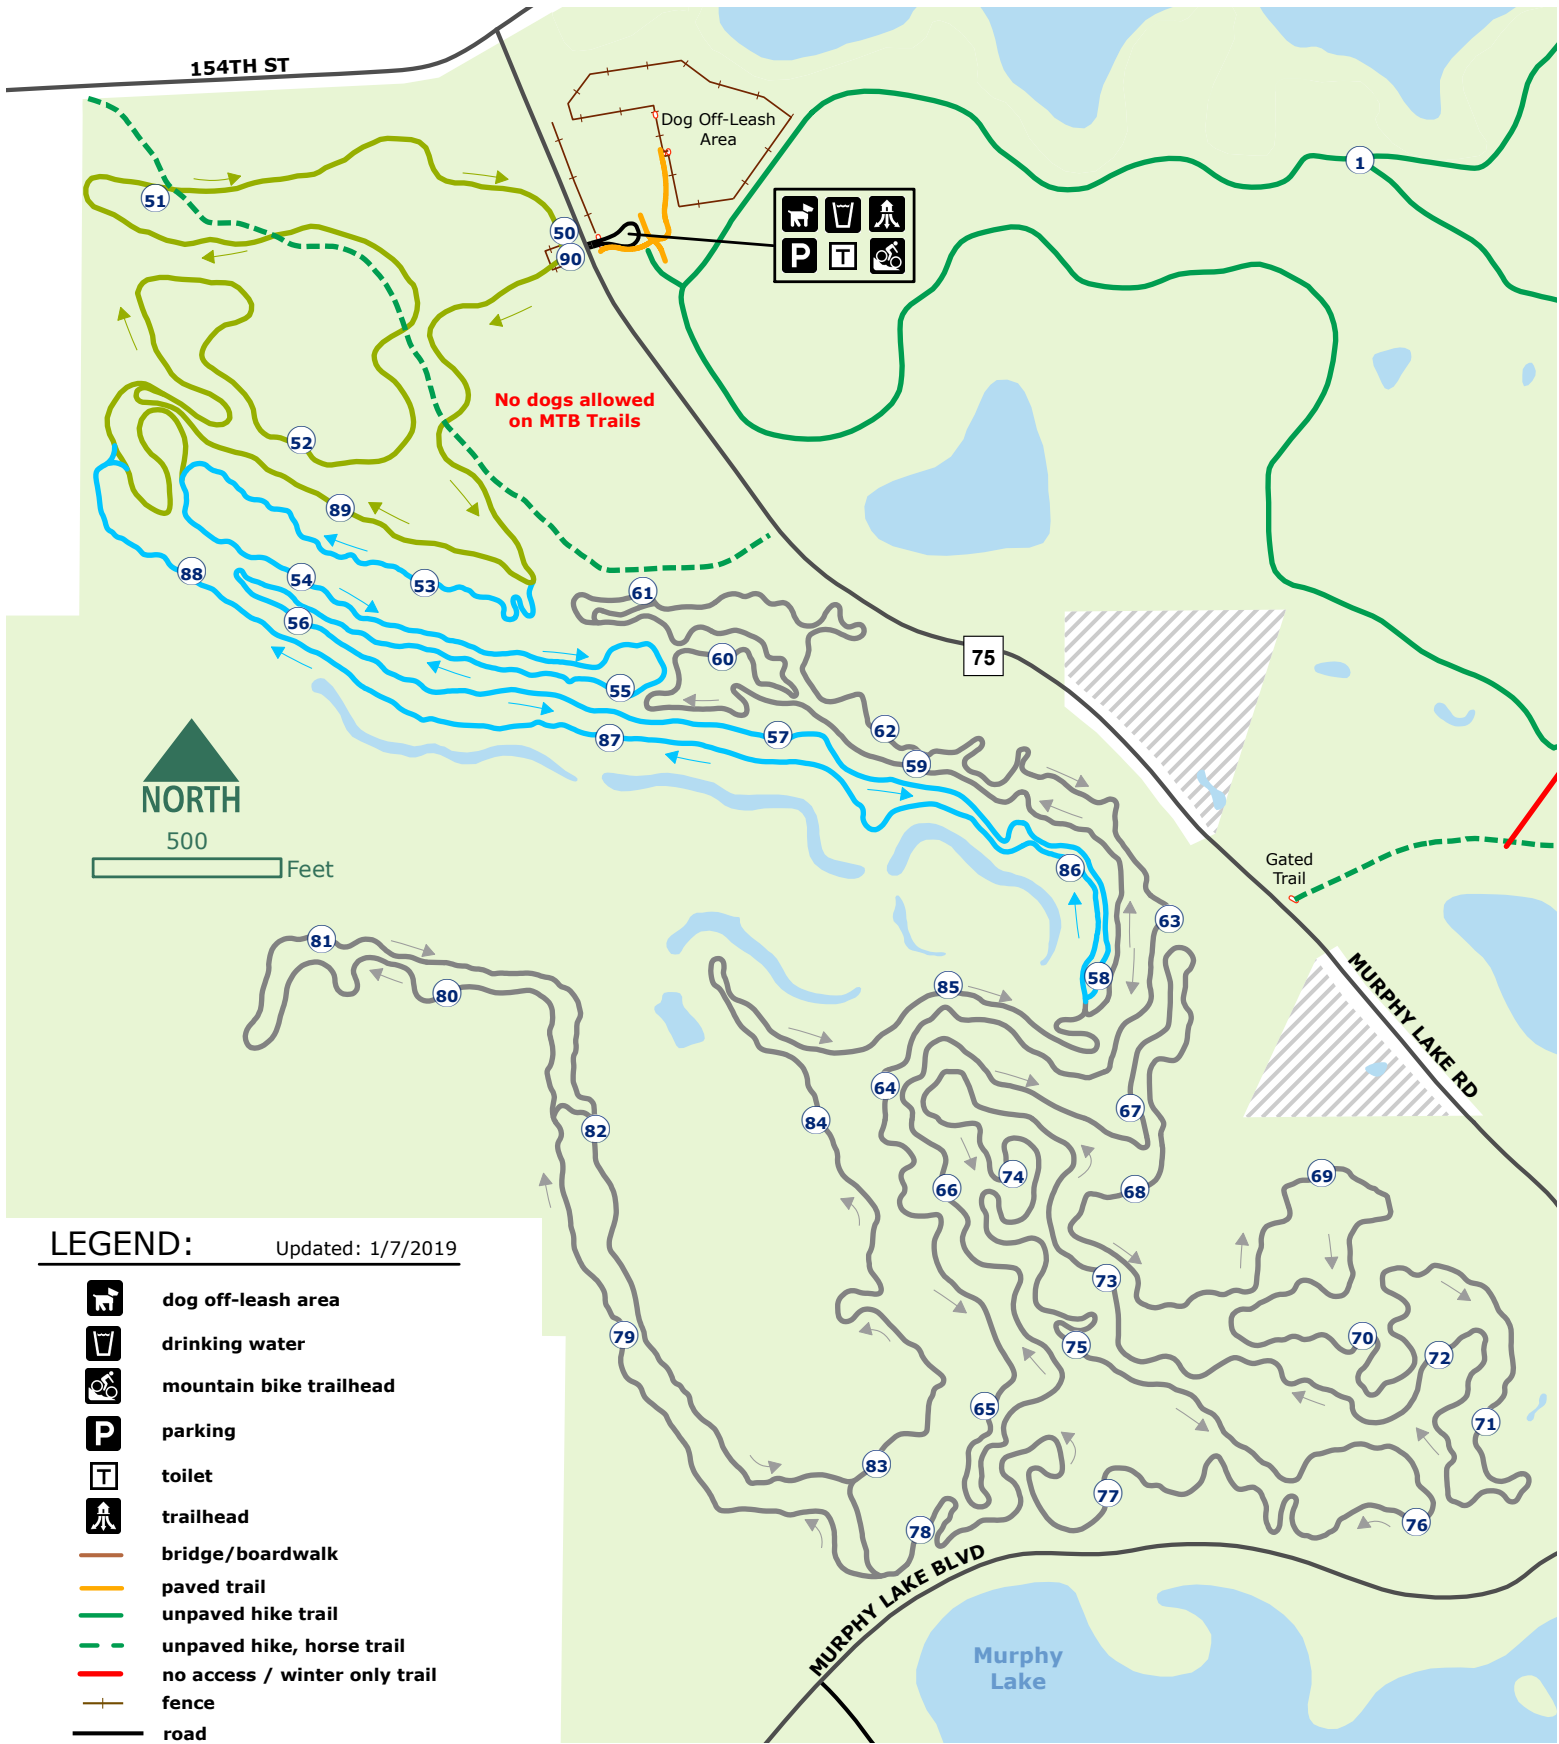 154TH ST
Dog Off-Leash
Area
1
51
50
90
P
T
No dogs allowed
on MTB Trails
52
89
88
54
53
61
56
60
75
55
62
57
87
59
NORTH
500
Feet
86
Gated
Trail
63
81
58
80
85
MURPHY LAKE RD
64
67
84
82
74
69
66
68
73
79
75
70
72
65
71
83
77
76
78
MURPHY LAKE BLVD
Murphy
Lake
LEGEND: Updated: 1/7/2019
dog off-leash area
drinking water
mountain bike trailhead
P parking
T toilet
trailhead
bridge/boardwalk
paved trail
unpaved hike trail
unpaved hike, horse trail
no access / winter only trail
fence
road